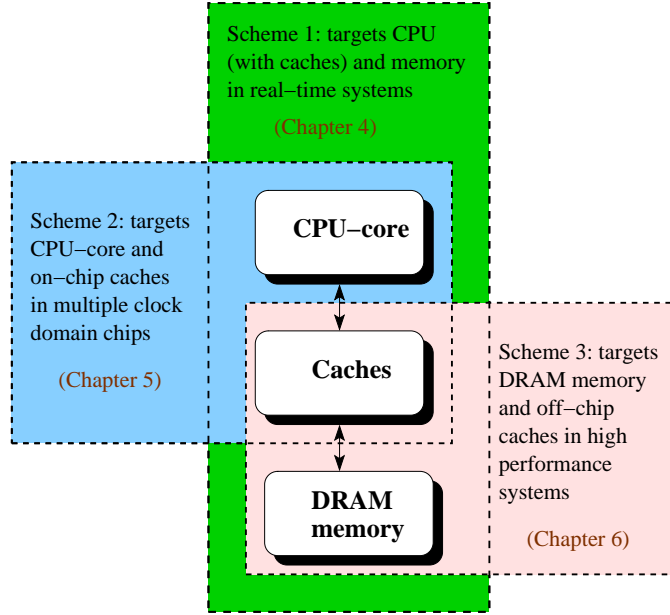 Scheme 1: targets CPU
(with caches) and memory
in real−time systems
(Chapter 4)
Scheme 2: targets
CPU−core and
on−chip caches
in multiple clock
domain chips
(Chapter 5)
CPU−core
Caches
DRAM
memory
Scheme 3: targets
DRAM memory
and off−chip
caches in high
performance
systems
(Chapter 6)